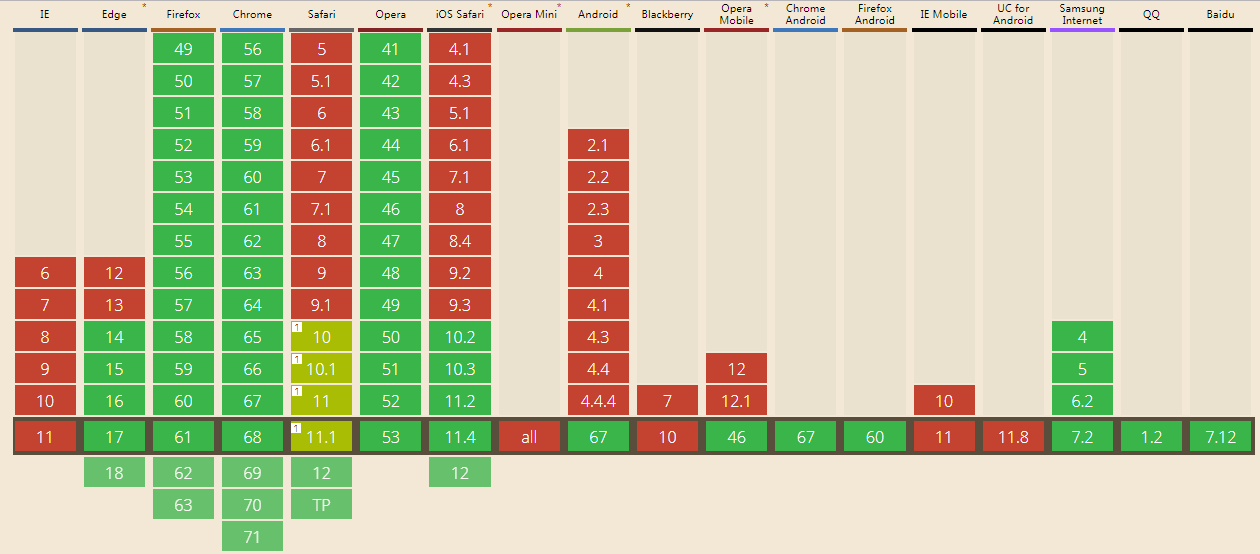 IE Edge * Firefox Chrome Safari Opera iOS Safari * Opera Mini * Android * Blackberry Opera Mobile Chrome Android Firefox Android IE Mobile UC for Android Samsung Internet QQ Baidu
49 56 5 41 4.1
50 57 5.1 42 4.3
51 58 6 43 5.1
52 59 6.1 44 6.1 2.1
53 60 7 45 7.1 2.2
54 61 7.1 46 8 2.3
55 62 8 47 8.4 3
6 12 56 63 9 48 9.2 4
7 13 57 64 9.1 49 9.3 4.1
8 14 58 65 1 10 50 10.2 4.3 4
9 15 59 66 1 10.1 51 10.3 4.4 12 5
10 16 60 67 1 11 52 11.2 4.4.4 7 12.1 10 6.2
11 17 61 68 1 11.1 53 11.4 all 67 10 46 67 60 11 11.8 7.2 1.2 7.12
18 62 69 12 12
63 70 TP
71